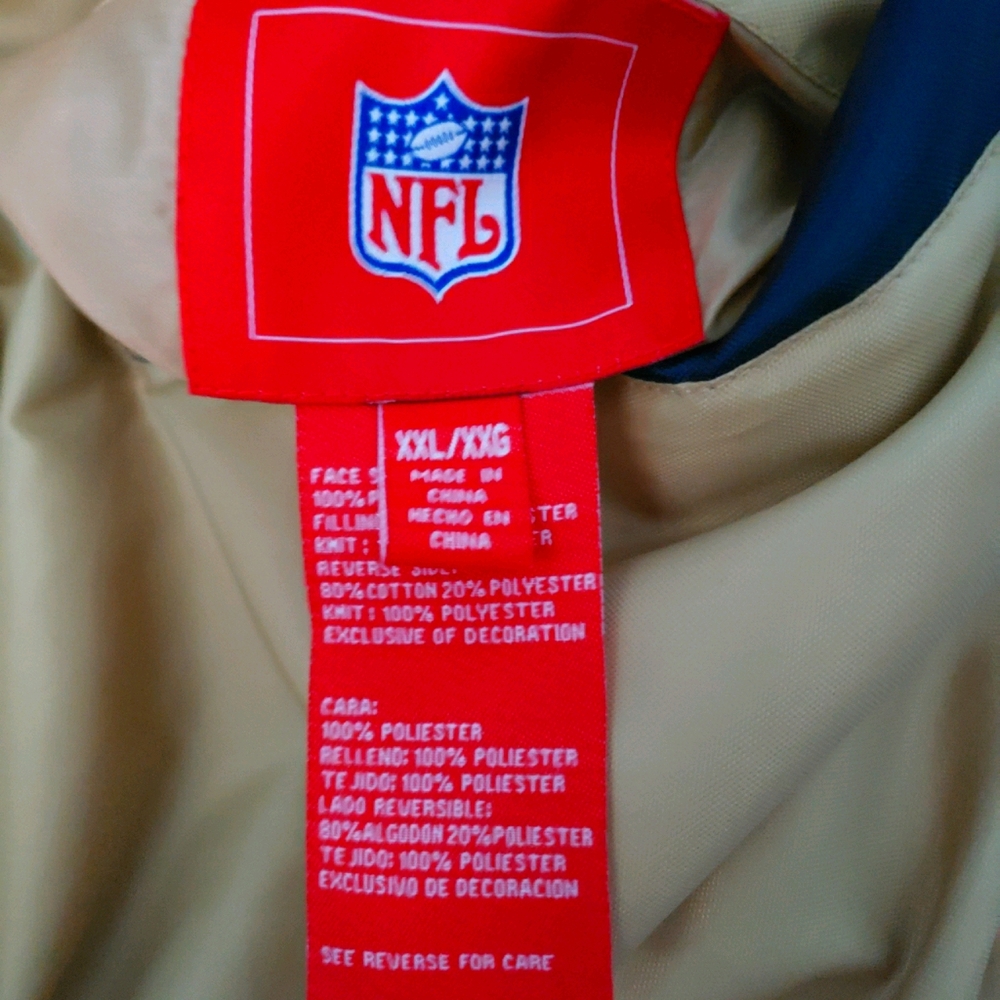 NFL
XXL/XXG
MADE IN
CHINA
HECHO EN
CHINA
FACE
100%
KNIT:
REVERSE
80% COTTON 20% POLYESTER
KNIT: 100% POLYESTER
EXCLUSIVE OF DECORATION
CARA:
100% POLIESTER
RELLENO: 100% POLIESTER
TEJIDO: 100% POLIESTER
LADO REVERSIBLE:
80% ALGODON 20% POLIESTER
TEJIDO: 100% POLIESTER
EXCLUSIVO DE DECORACION
SEE REVERSE FOR CARE